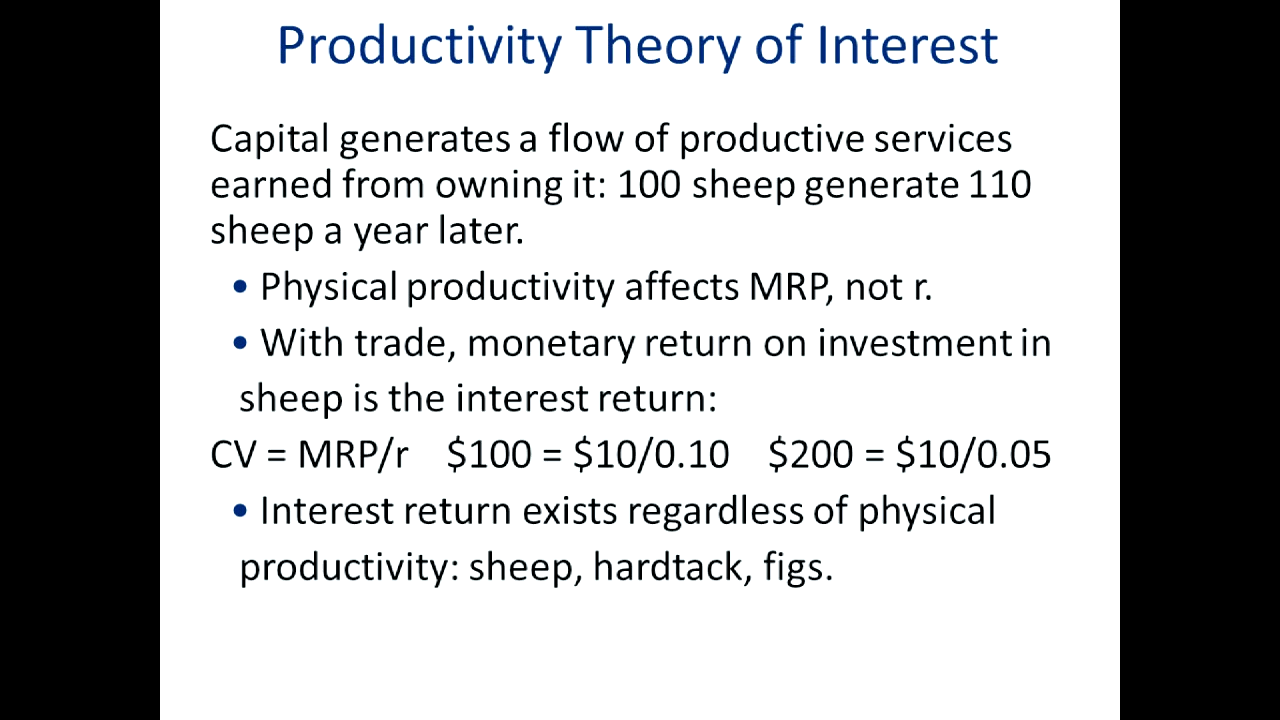 Productivity Theory of Interest
Capital generates a flow of productive services
earned from owning it: 100 sheep generate 110
sheep a year later.
• Physical productivity affects MRP, not r.
• With trade, monetary return on investment in
sheep is the interest return:
CV = MRP/r $100 = $10/0.10 $200 = $10/0.05
• Interest return exists regardless of physical
productivity: sheep, hardtack, figs.